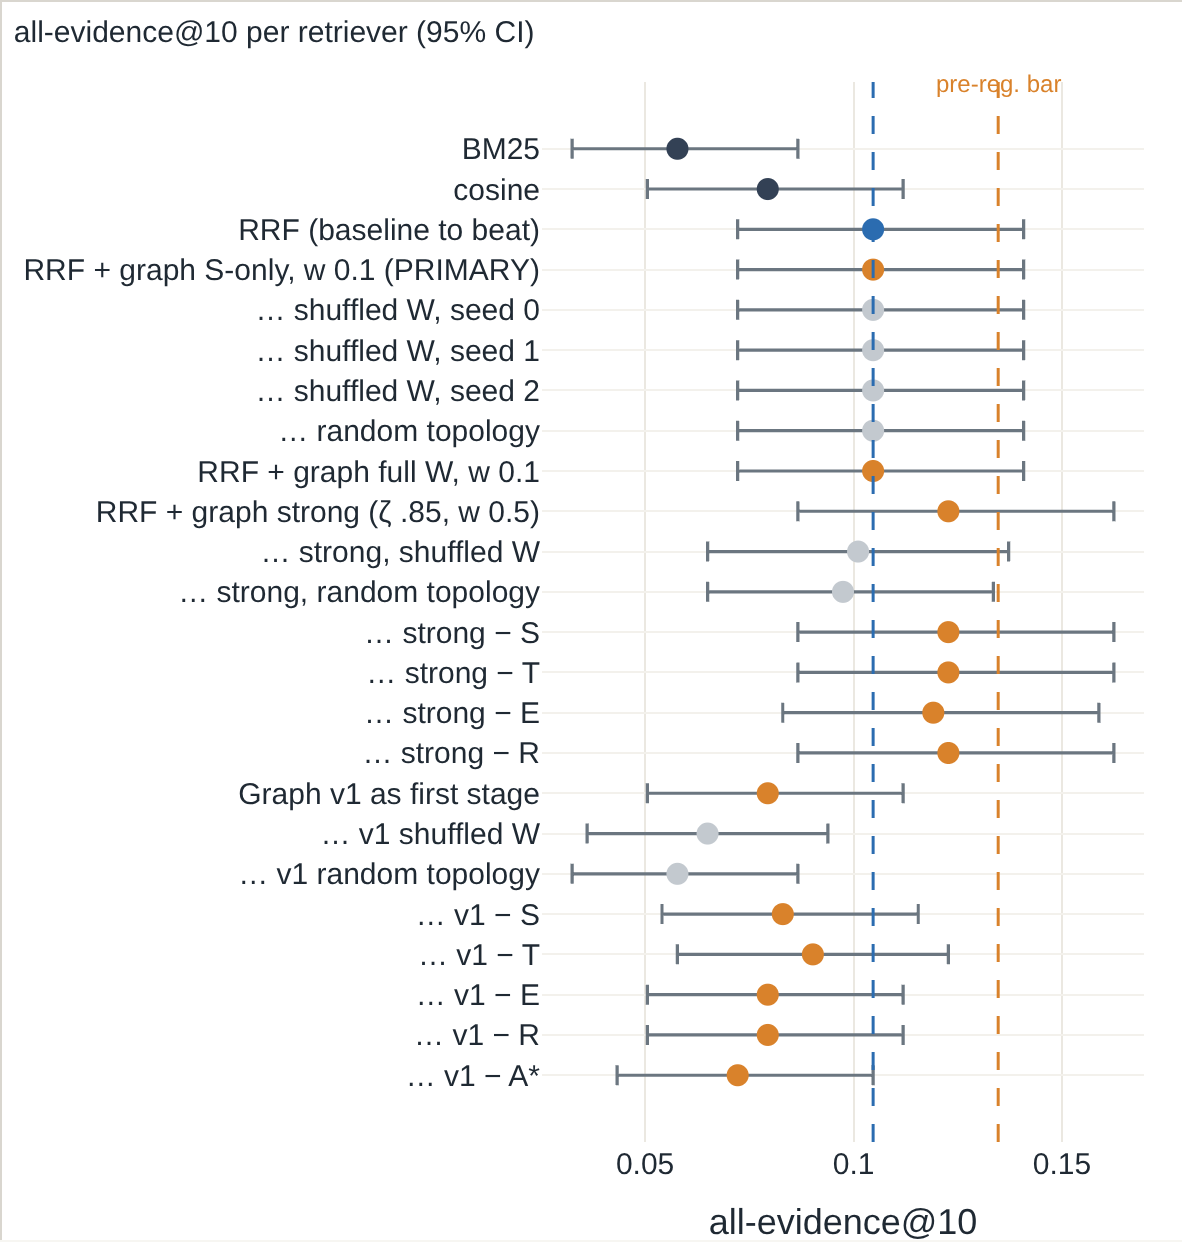 all-evidence@10 per retriever (95% CI)
pre-reg. bar
BM25
cosine
RRF (baseline to beat)
RRF + graph S-only, w 0.1 (PRIMARY)
… shuffled W, seed 0
… shuffled W, seed 1
… shuffled W, seed 2
… random topology
RRF + graph full W, w 0.1
RRF + graph strong (ζ .85, w 0.5)
… strong, shuffled W
… strong, random topology
… strong − S
… strong − T
… strong − E
… strong − R
Graph v1 as first stage
… v1 shuffled W
… v1 random topology
… v1 − S
… v1 − T
… v1 − E
… v1 − R
… v1 − A*
0.05 0.1 0.15
all-evidence@10